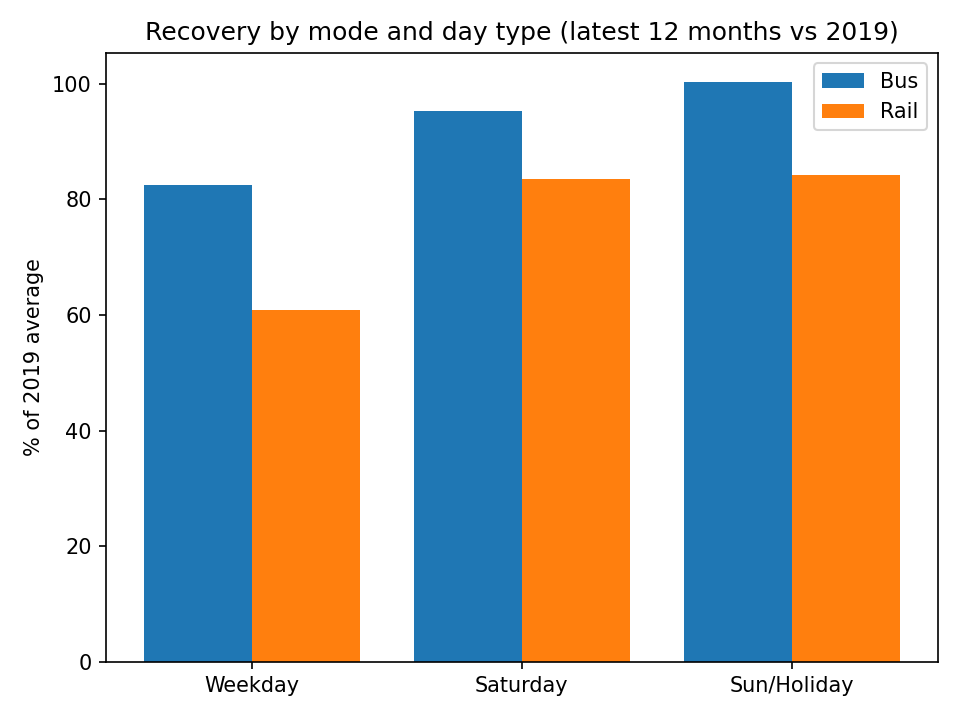 Recovery by mode and day type (latest 12 months vs 2019)
Bus
Rail
% of 2019 average
100
80
60
40
20
0
Weekday
Saturday
Sun/Holiday